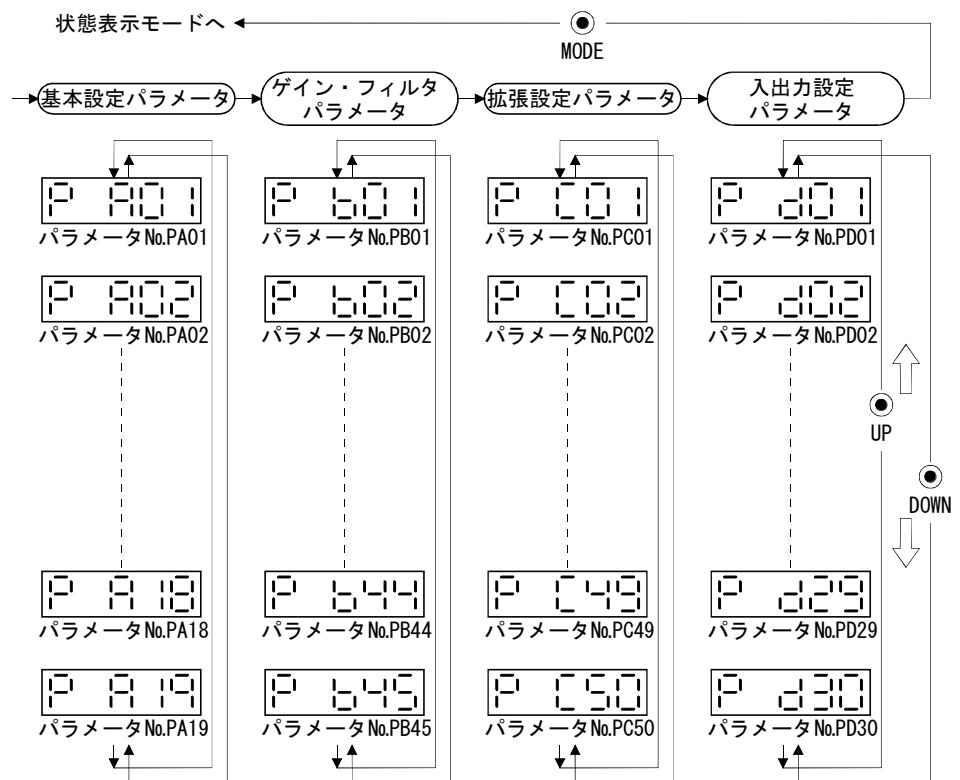 状態表示モードへ
MODE
基本設定パラメータ
ゲイン・フィルタ
パラメータ
拡張設定パラメータ
入出力設定
パラメータ
P A01
P b01
P C01
P d01
パラメータNo.PA01
パラメータNo.PB01
パラメータNo.PC01
パラメータNo.PD01
P A02
P b02
P C02
P d02
パラメータNo.PA02
パラメータNo.PB02
パラメータNo.PC02
パラメータNo.PD02
UP
DOWN
P A18
P b44
P C49
P d29
パラメータNo.PA18
パラメータNo.PB44
パラメータNo.PC49
パラメータNo.PD29
P A19
P b45
P C50
P d30
パラメータNo.PA19
パラメータNo.PB45
パラメータNo.PC50
パラメータNo.PD30